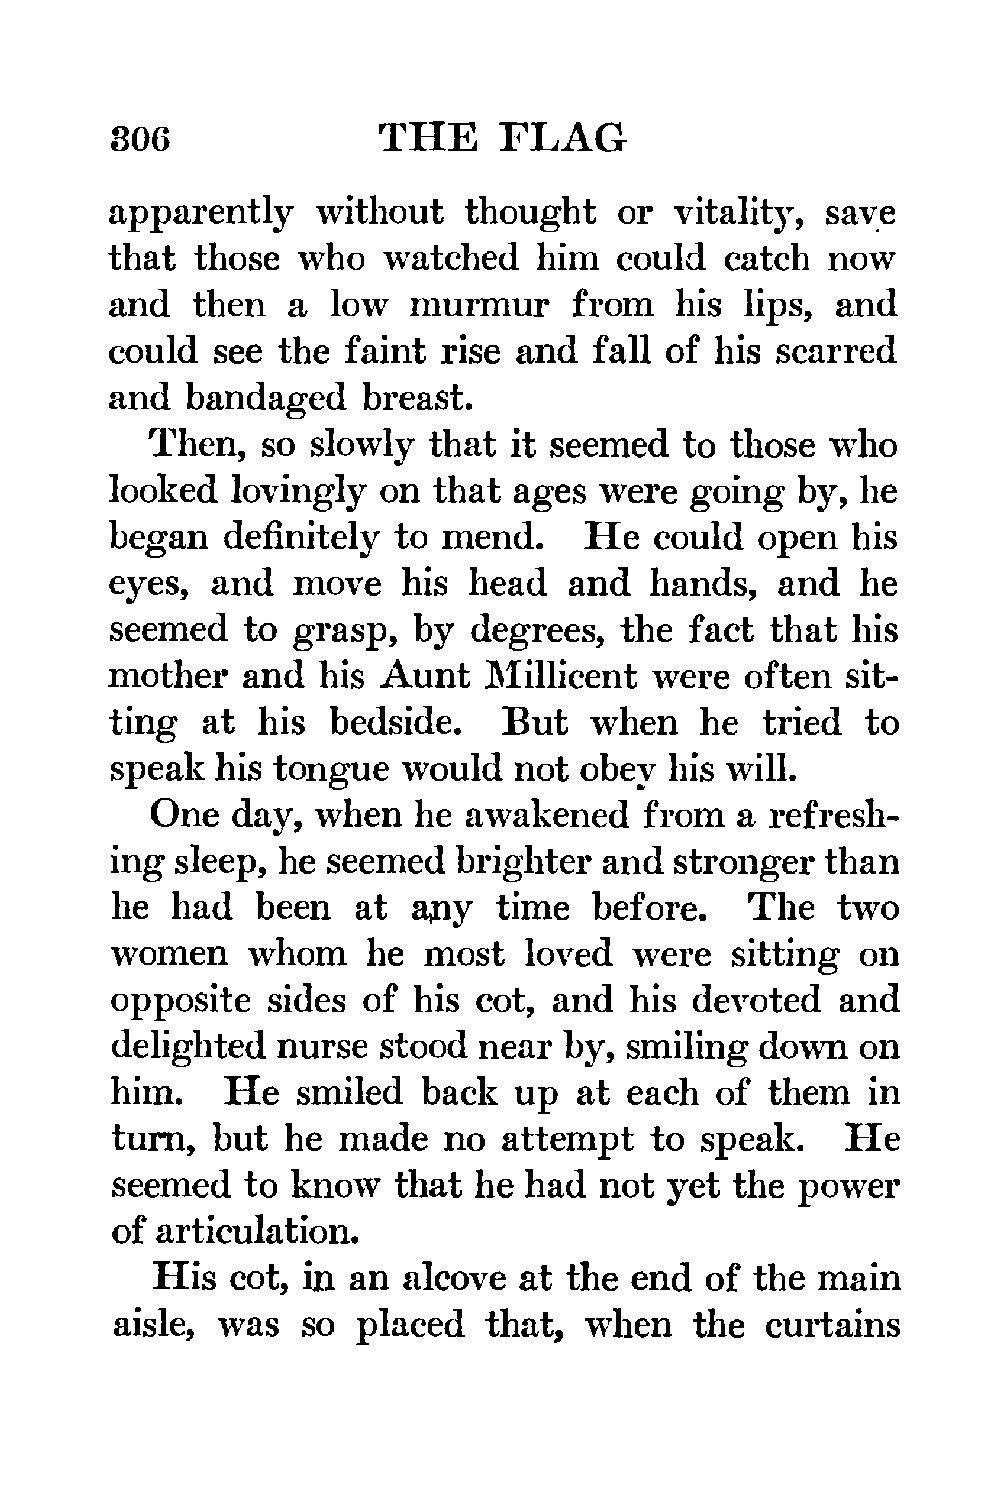 306 THE FLAG
apparently without thought or vitality, save
that those who watched him could catch now
and then a low murmur from his lips, and
could see the faint rise and fall of his scarred
and bandaged breast.
Then, so slowly that it seemed to those who
looked lovingly on that ages were going by, he
began definitely to mend. He could open his
eyes, and move his head and hands, and he
seemed to grasp, by degrees, the fact that his
mother and his Aunt Millicent were often sit-
ting at his bedside. But when he tried to
speak his tongue would not obey his will.
One day, when he awakened from a refresh-
ing sleep, he seemed brighter and stronger than
he had been at any time before. The two
women whom he most loved were sitting on
opposite sides of his cot, and his devoted and
delighted nurse stood near by, smiling down on
him. He smiled back up at each of them in
turn, but he made no attempt to speak. He
seemed to know that he had not yet the power
of articulation.
His cot, in an alcove at the end of the main
aisle, was so placed that, when the curtains